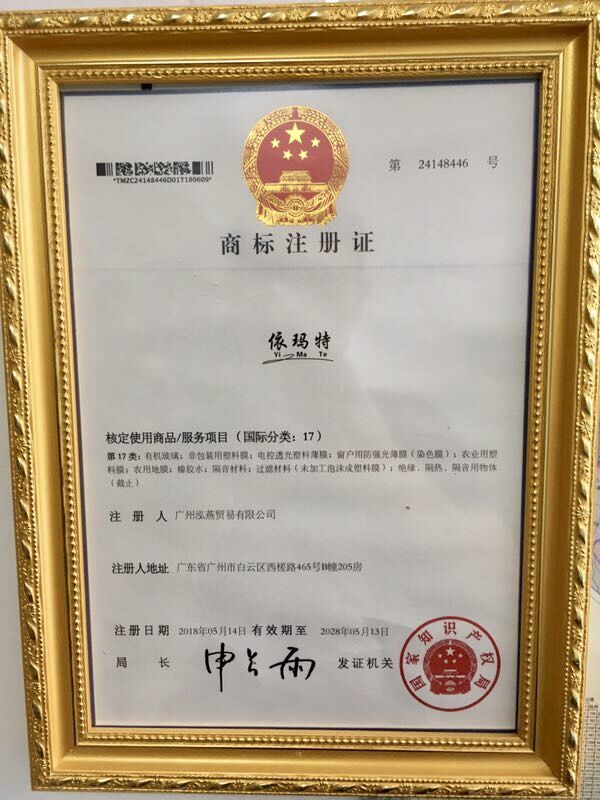 第 24148446 号
*TMZC24148446D01T180609*
商标注册证
依玛特
Yi Ma Te
核定使用商品/服务项目（国际分类：17）
第17类：有机玻璃；非包装用塑料膜；电控透光塑料薄膜；窗户用防强光薄膜（染色膜）；农业用塑
料膜；农用地膜；橡胶水；隔音材料；过滤材料（未加工泡沫或塑料膜）；绝缘、隔热、隔音用物体
（截止）
注 册 人 广州泓燕贸易有限公司
注册人地址 广东省广州市白云区西槎路465号B幢205房
注册日期 2018年05月14日 有效期至 2028年05月13日
局 长 申长雨 发证机关
国家知识产权局